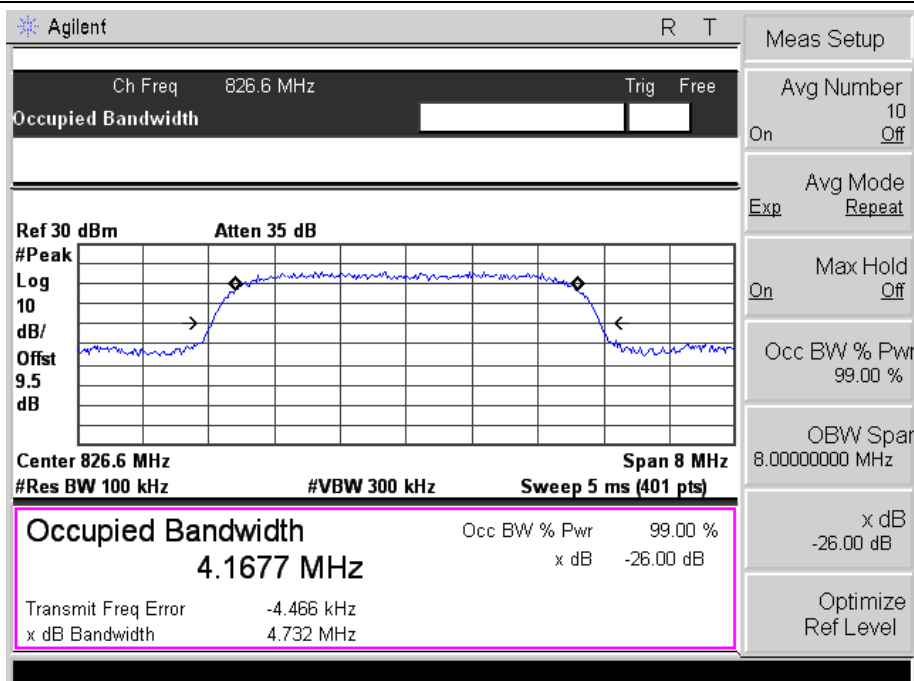 Agilent R T
Ch Freq 826.6 MHz Trig Free
Occupied Bandwidth
Ref 30 dBm Atten 35 dB
#Peak
Log
10
dB/
Offst
9.5
dB
Center 826.6 MHz Span 8 MHz
#Res BW 100 kHz #VBW 300 kHz Sweep 5 ms (401 pts)
Occupied Bandwidth
4.1677 MHz
Occ BW % Pwr 99.00 %
x dB -26.00 dB
Transmit Freq Error -4.466 kHz
x dB Bandwidth 4.732 MHz
Meas Setup
Avg Number
10
On Off
Avg Mode
Exp Repeat
Max Hold
On Off
Occ BW % Pwr
99.00 %
OBW Span
8.00000000 MHz
x dB
-26.00 dB
Optimize
Ref Level